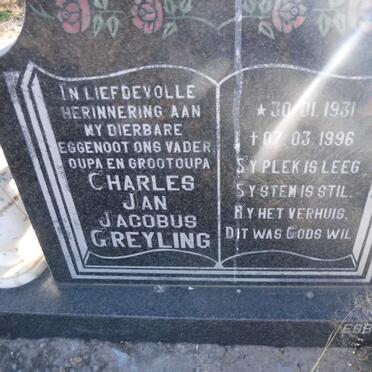 IN LIEFDEVOLLE
HERINNERING AAN
MY DIERBARE
EGGENOOT ONS VADER,
OUPA EN GROOTOUPA
CHARLES
JAN
JACOBUS
GREYLING
★30.01.1931
†07.03.1996
SY PLEK IS LEEG
SY STEM IS STIL.
HY HET VERHUIS,
DIT WAS GODS WIL